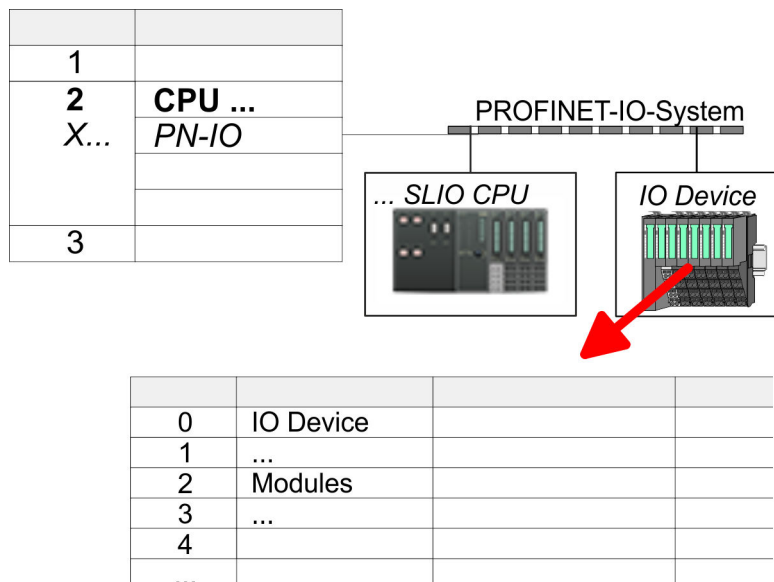 1
2 CPU ...
X... PN-IO
3
PROFINET-IO-System
... SLIO CPU
IO Device
0 IO Device
1 ...
2 Modules
3 ...
4
...